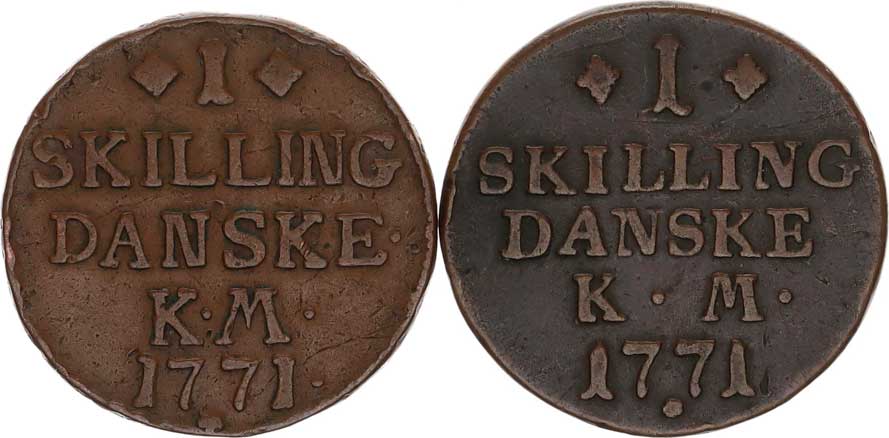 1
SKILLING
DANSKE·
K·M·
1771·
1
SKILLING
DANSKE
K·M·
1771